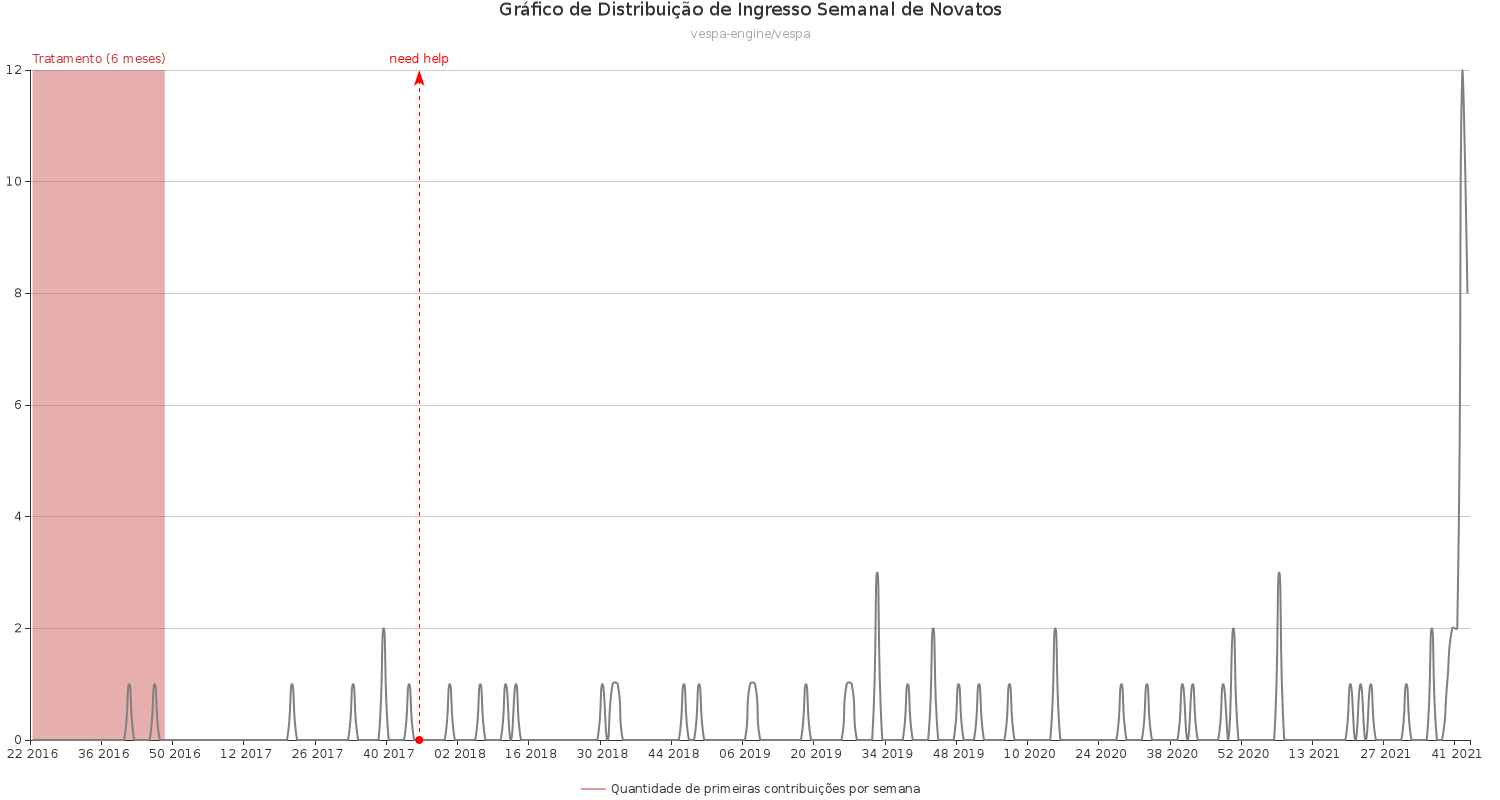 Gráfico de Distribuição de Ingresso Semanal de Novatos
vespa-engine/vespa
Tratamento (6 meses)
need help
12
10
8
6
4
2
0
22 2016 36 2016 50 2016 12 2017 26 2017 40 2017 02 2018 16 2018 30 2018 44 2018 06 2019 20 2019 34 2019 48 2019 10 2020 24 2020 38 2020 52 2020 13 2021 27 2021 41 2021
Quantidade de primeiras contribuições por semana